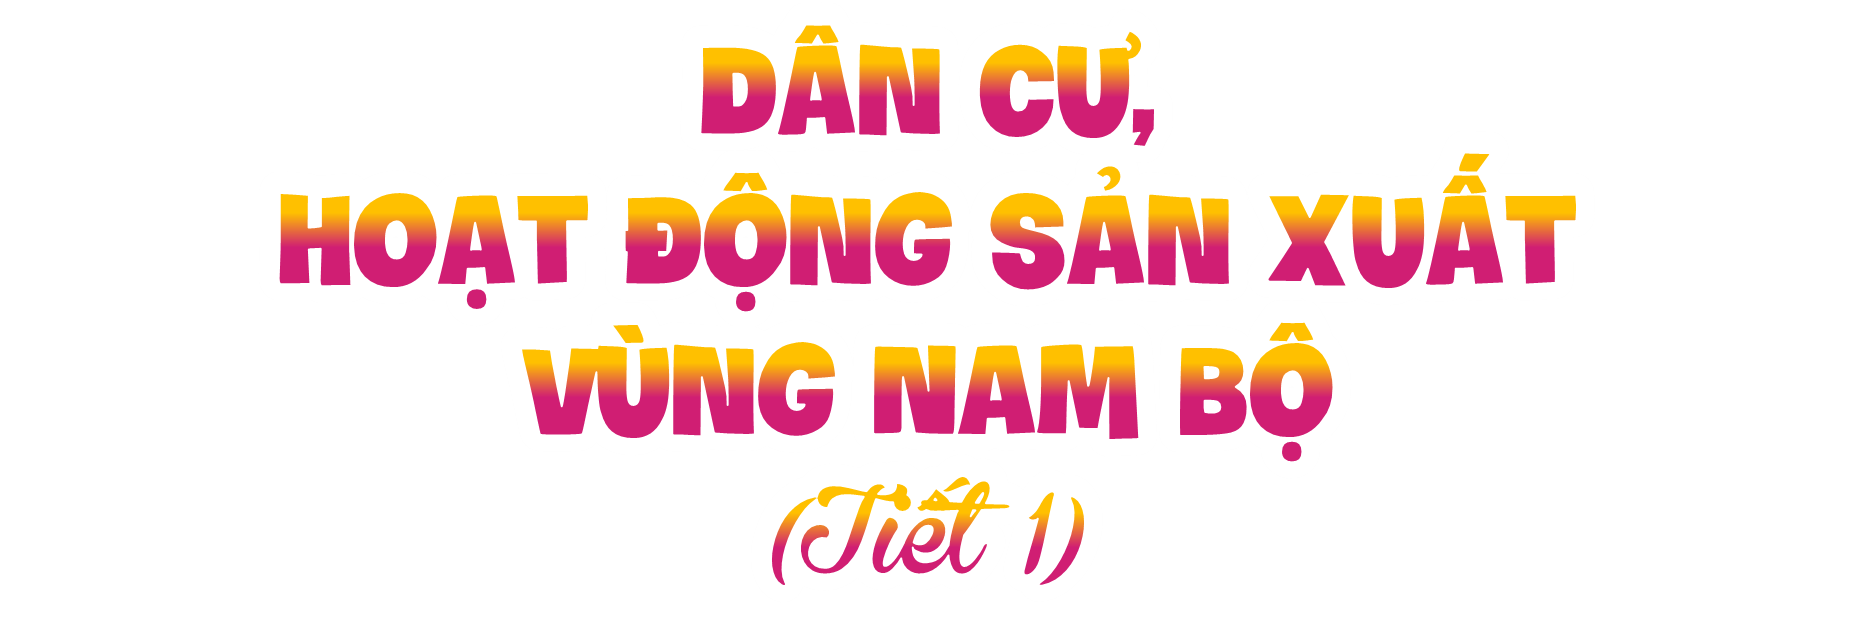 DÂN CƯ,
HOẠT ĐỘNG SẢN XUẤT
VÙNG NAM BỘ
(Tiết 1)